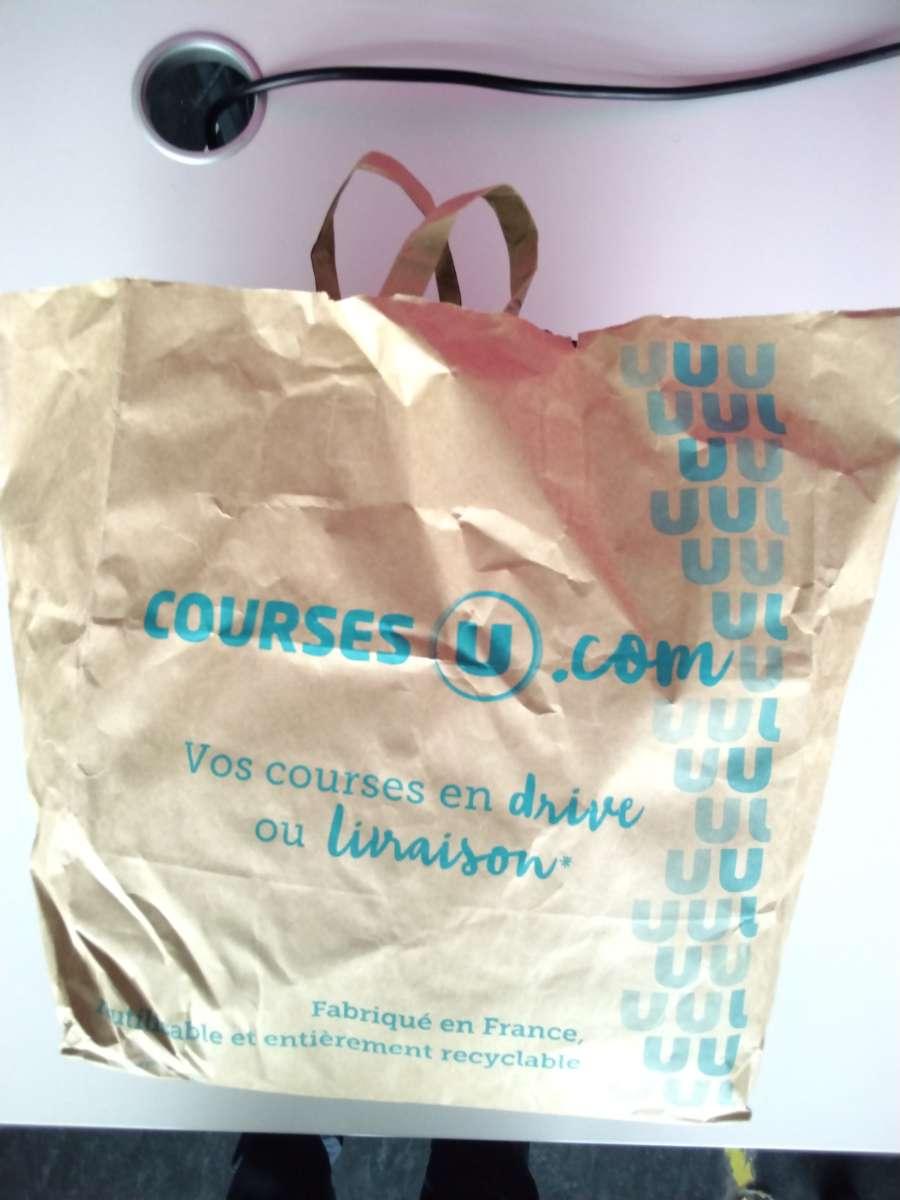 COURSES U .com
Vos courses en drive
ou livraison*
Fabriqué en France,
et entièrement recyclable